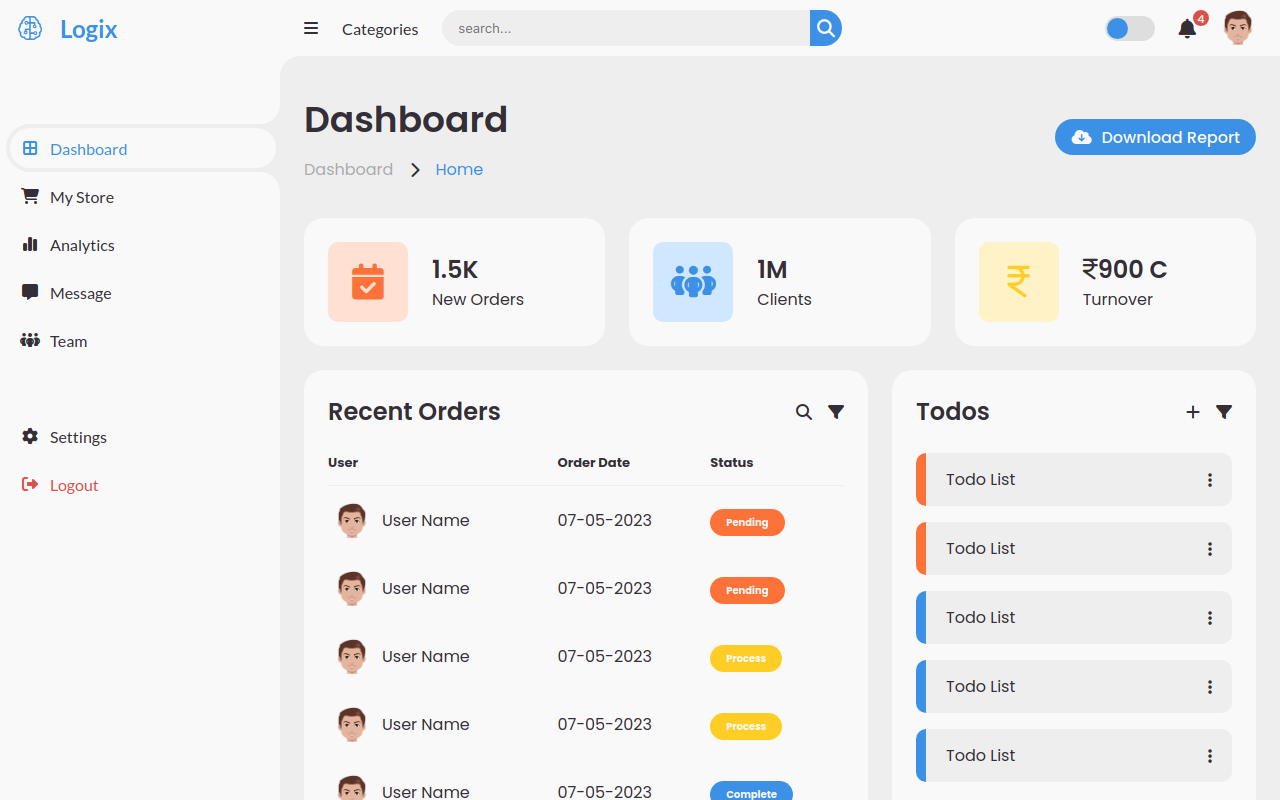 Logix
Categories
search...
4
Dashboard
My Store
Analytics
Message
Team
Settings
Logout
Dashboard
Dashboard
Home
Download Report
1.5K
New Orders
1M
Clients
₹900 C
Turnover
Recent Orders
User Order Date Status
User Name 07-05-2023 Pending
User Name 07-05-2023 Pending
User Name 07-05-2023 Process
User Name 07-05-2023 Process
User Name 07-05-2023 Complete
Todos
Todo List
Todo List
Todo List
Todo List
Todo List